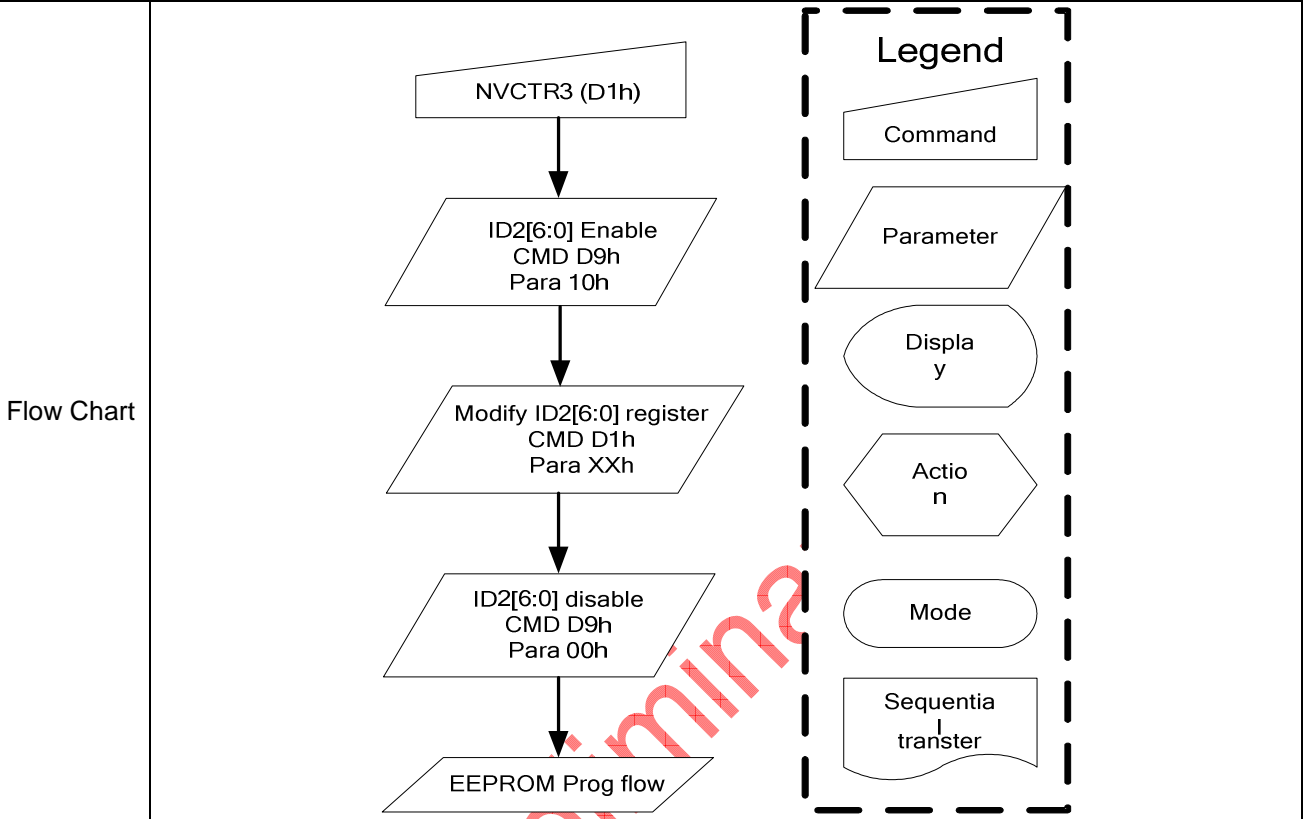 Flow Chart
NVCTR3 (D1h)
ID2[6:0] Enable
CMD D9h
Para 10h
Modify ID2[6:0] register
CMD D1h
Para XXh
ID2[6:0] disable
CMD D9h
Para 00h
EEPROM Prog flow
Legend
Command
Parameter
Displa
y
Actio
n
Mode
Sequentia
l
transter